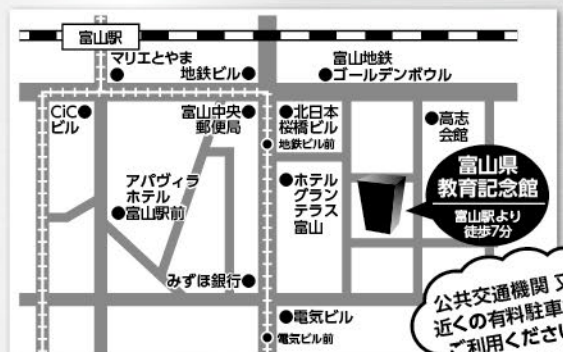 富山駅
マリエとやま
地鉄ビル
富山地鉄
ゴールデンボウル
CiC
ビル
富山中央
郵便局
北日本
桜橋ビル
地鉄ビル前
高志
会館
富山県
教育記念館
富山駅より
徒歩7分
アパヴィラ
ホテル
富山駅前
ホテル
グラン
テラス
富山
みずほ銀行
電気ビル
電気ビル前
公共交通機関
近くの有料駐車
ご利用くださ